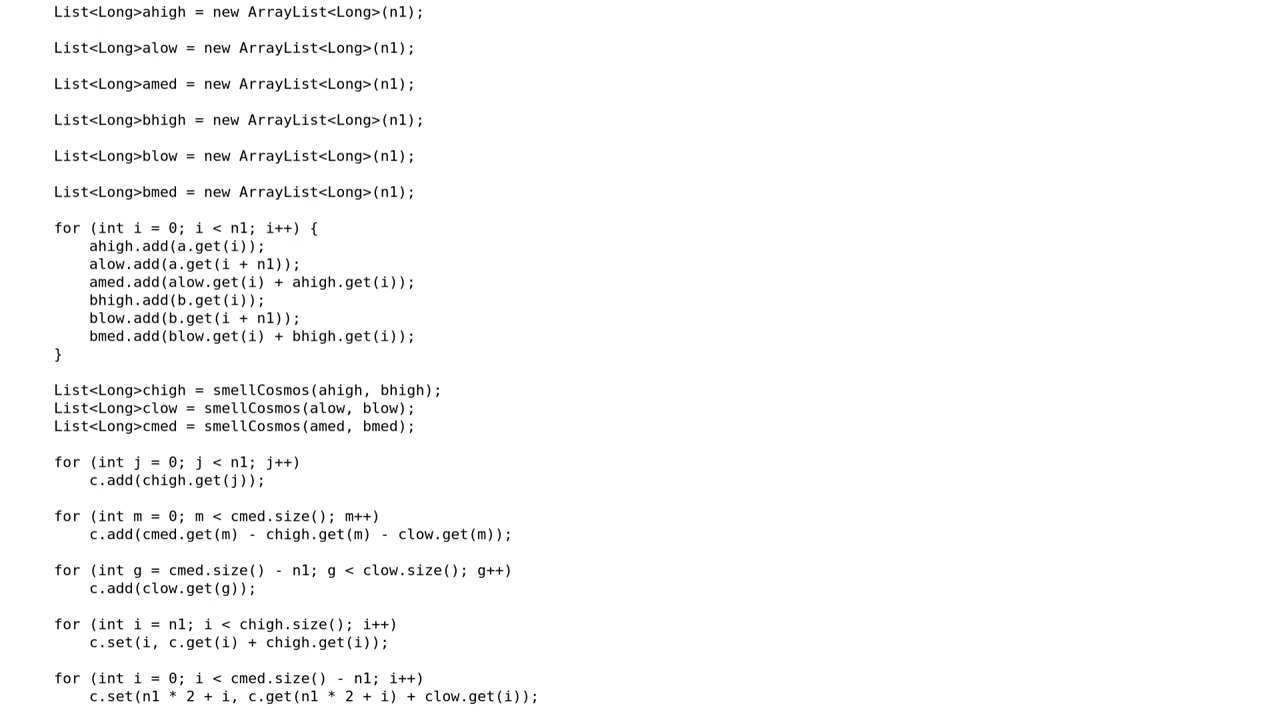 List<Long>ahigh = new ArrayList<Long>(n1);
List<Long>alow = new ArrayList<Long>(n1);
List<Long>amed = new ArrayList<Long>(n1);
List<Long>bhigh = new ArrayList<Long>(n1);
List<Long>blow = new ArrayList<Long>(n1);
List<Long>bmed = new ArrayList<Long>(n1);
for (int i = 0; i < n1; i++) {
ahigh.add(a.get(i));
alow.add(a.get(i + n1));
amed.add(alow.get(i) + ahigh.get(i));
bhigh.add(b.get(i));
blow.add(b.get(i + n1));
bmed.add(blow.get(i) + bhigh.get(i));
}
List<Long>chigh = smellCosmos(ahigh, bhigh);
List<Long>clow = smellCosmos(alow, blow);
List<Long>cmed = smellCosmos(amed, bmed);
for (int j = 0; j < n1; j++)
c.add(chigh.get(j));
for (int m = 0; m < cmed.size(); m++)
c.add(cmed.get(m) - chigh.get(m) - clow.get(m));
for (int g = cmed.size() - n1; g < clow.size(); g++)
c.add(clow.get(g));
for (int i = n1; i < chigh.size(); i++)
c.set(i, c.get(i) + chigh.get(i));
for (int i = 0; i < cmed.size() - n1; i++)
c.set(n1 * 2 + i, c.get(n1 * 2 + i) + clow.get(i));